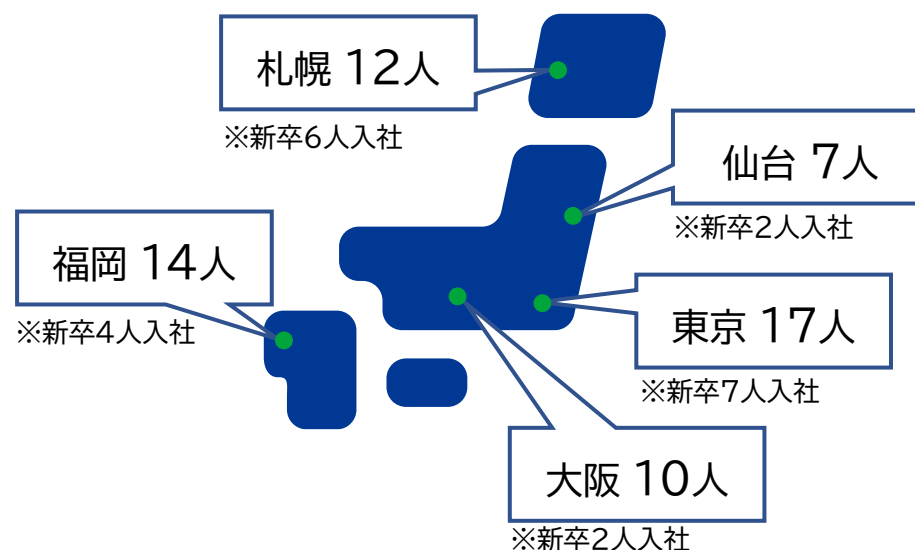 札幌 12人
※新卒6人入社
仙台 7人
※新卒2人入社
福岡 14人
※新卒4人入社
東京 17人
※新卒7人入社
大阪 10人
※新卒2人入社